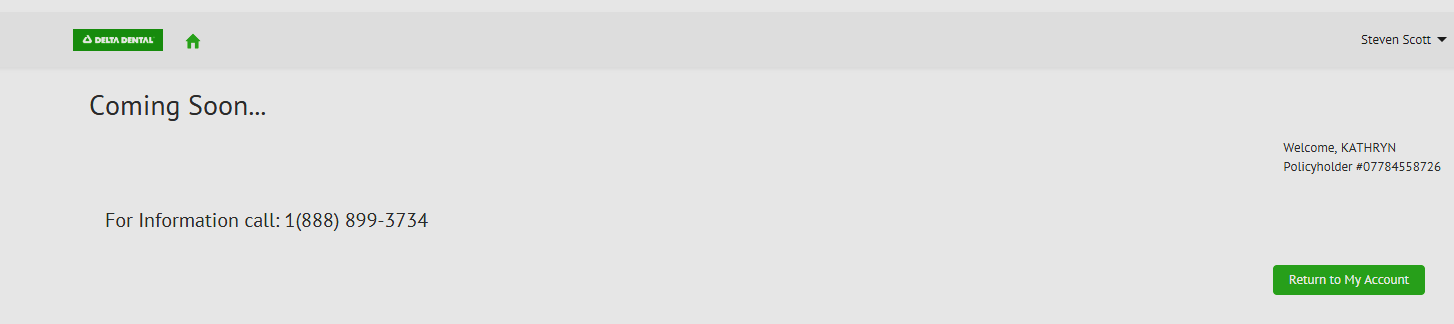 DELTA DENTAL
Steven Scott
Coming Soon...
Welcome, KATHRYN
Policyholder #07784558726
For Information call: 1(888) 899-3734
Return to My Account